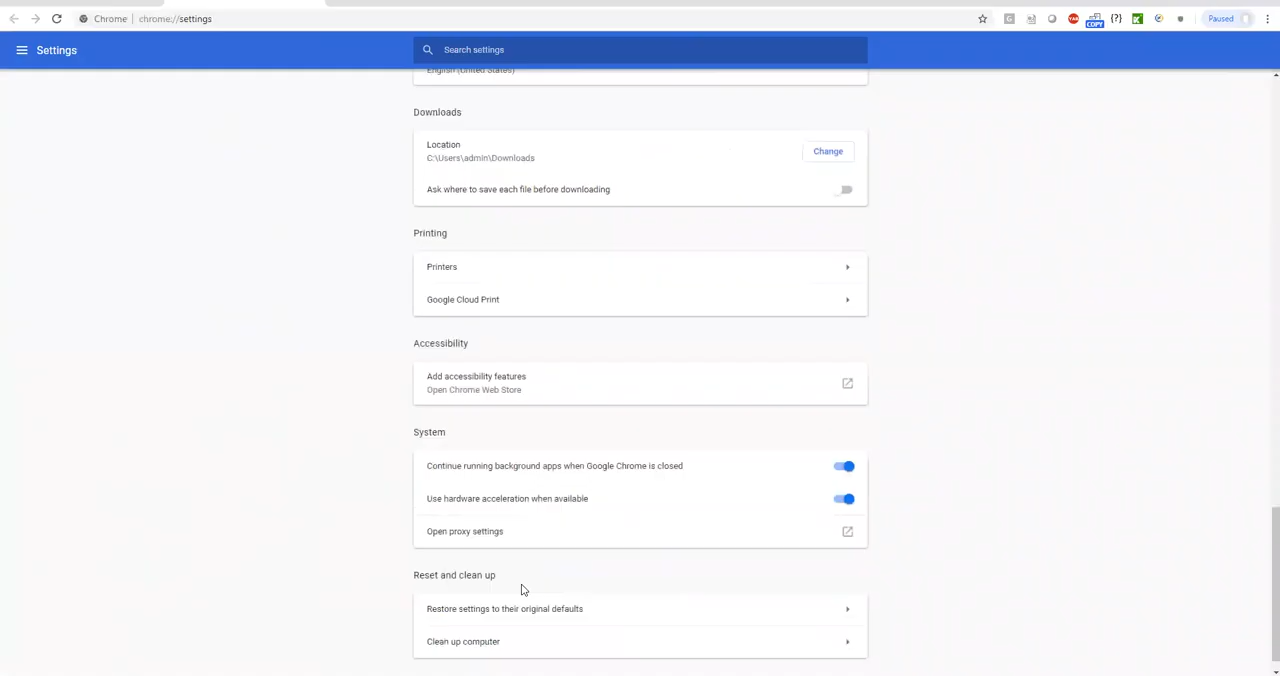 Chrome | chrome://settings
COPY
{?}
Paused
Settings
Search settings
English (United States)
Downloads
Location
C:\Users\admin\Downloads
Change
Ask where to save each file before downloading
Printing
Printers
Google Cloud Print
Accessibility
Add accessibility features
Open Chrome Web Store
System
Continue running background apps when Google Chrome is closed
Use hardware acceleration when available
Open proxy settings
Reset and clean up
Restore settings to their original defaults
Clean up computer